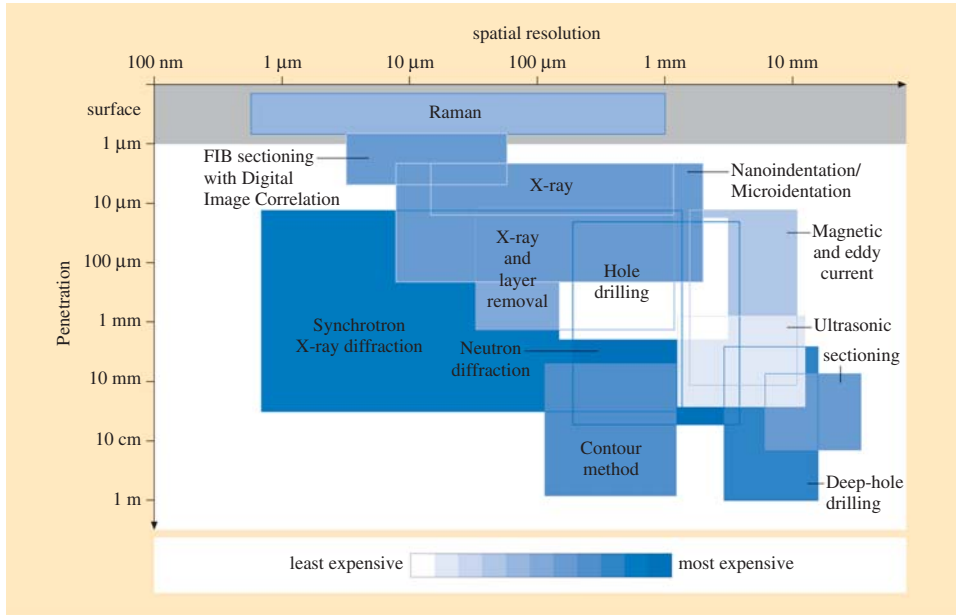 spatial resolution
100 nm
1 µm
10 µm
100 µm
1 mm
10 mm
surface
Raman
1 µm
FIB sectioning
with Digital
Image Correlation
X-ray
Nanoindentation/
Microidentation
10 µm
Magnetic
and eddy
current
X-ray
and
layer
removal
Hole
drilling
100 µm
Penetration
1 mm
Synchrotron
X-ray diffraction
Neutron
diffraction
Ultrasonic
sectioning
10 mm
10 cm
Contour
method
Deep-hole
drilling
1 m
least expensive
most expensive